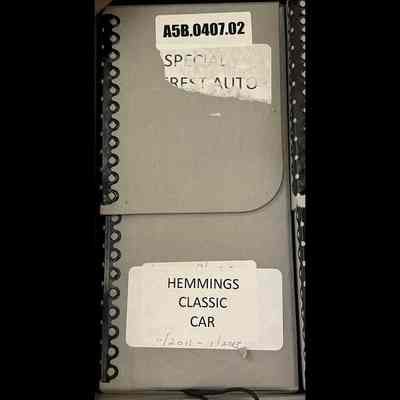 A5B.0407.02
SPECIAL
REST AUTO
HEMMINGS
CLASSIC
CAR